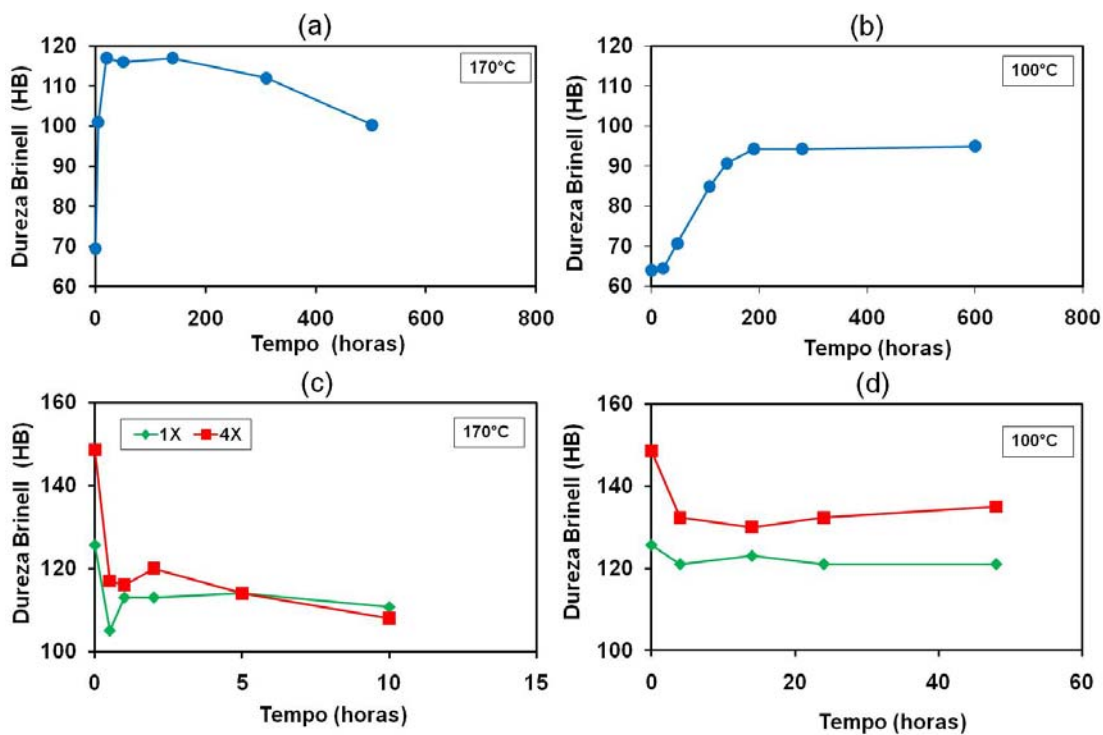 (a)
120
110
100
90
80
70
60
Dureza Brinell (HB)
170°C
0 200 400 600 800
Tempo (horas)
(b)
120
110
100
90
80
70
60
Dureza Brinell (HB)
100°C
0 200 400 600 800
Tempo (horas)
(c)
160
140
120
100
Dureza Brinell (HB)
1X 4X
170°C
0 5 10 15
Tempo (horas)
(d)
160
140
120
100
Dureza Brinell (HB)
100°C
0 20 40 60
Tempo (horas)